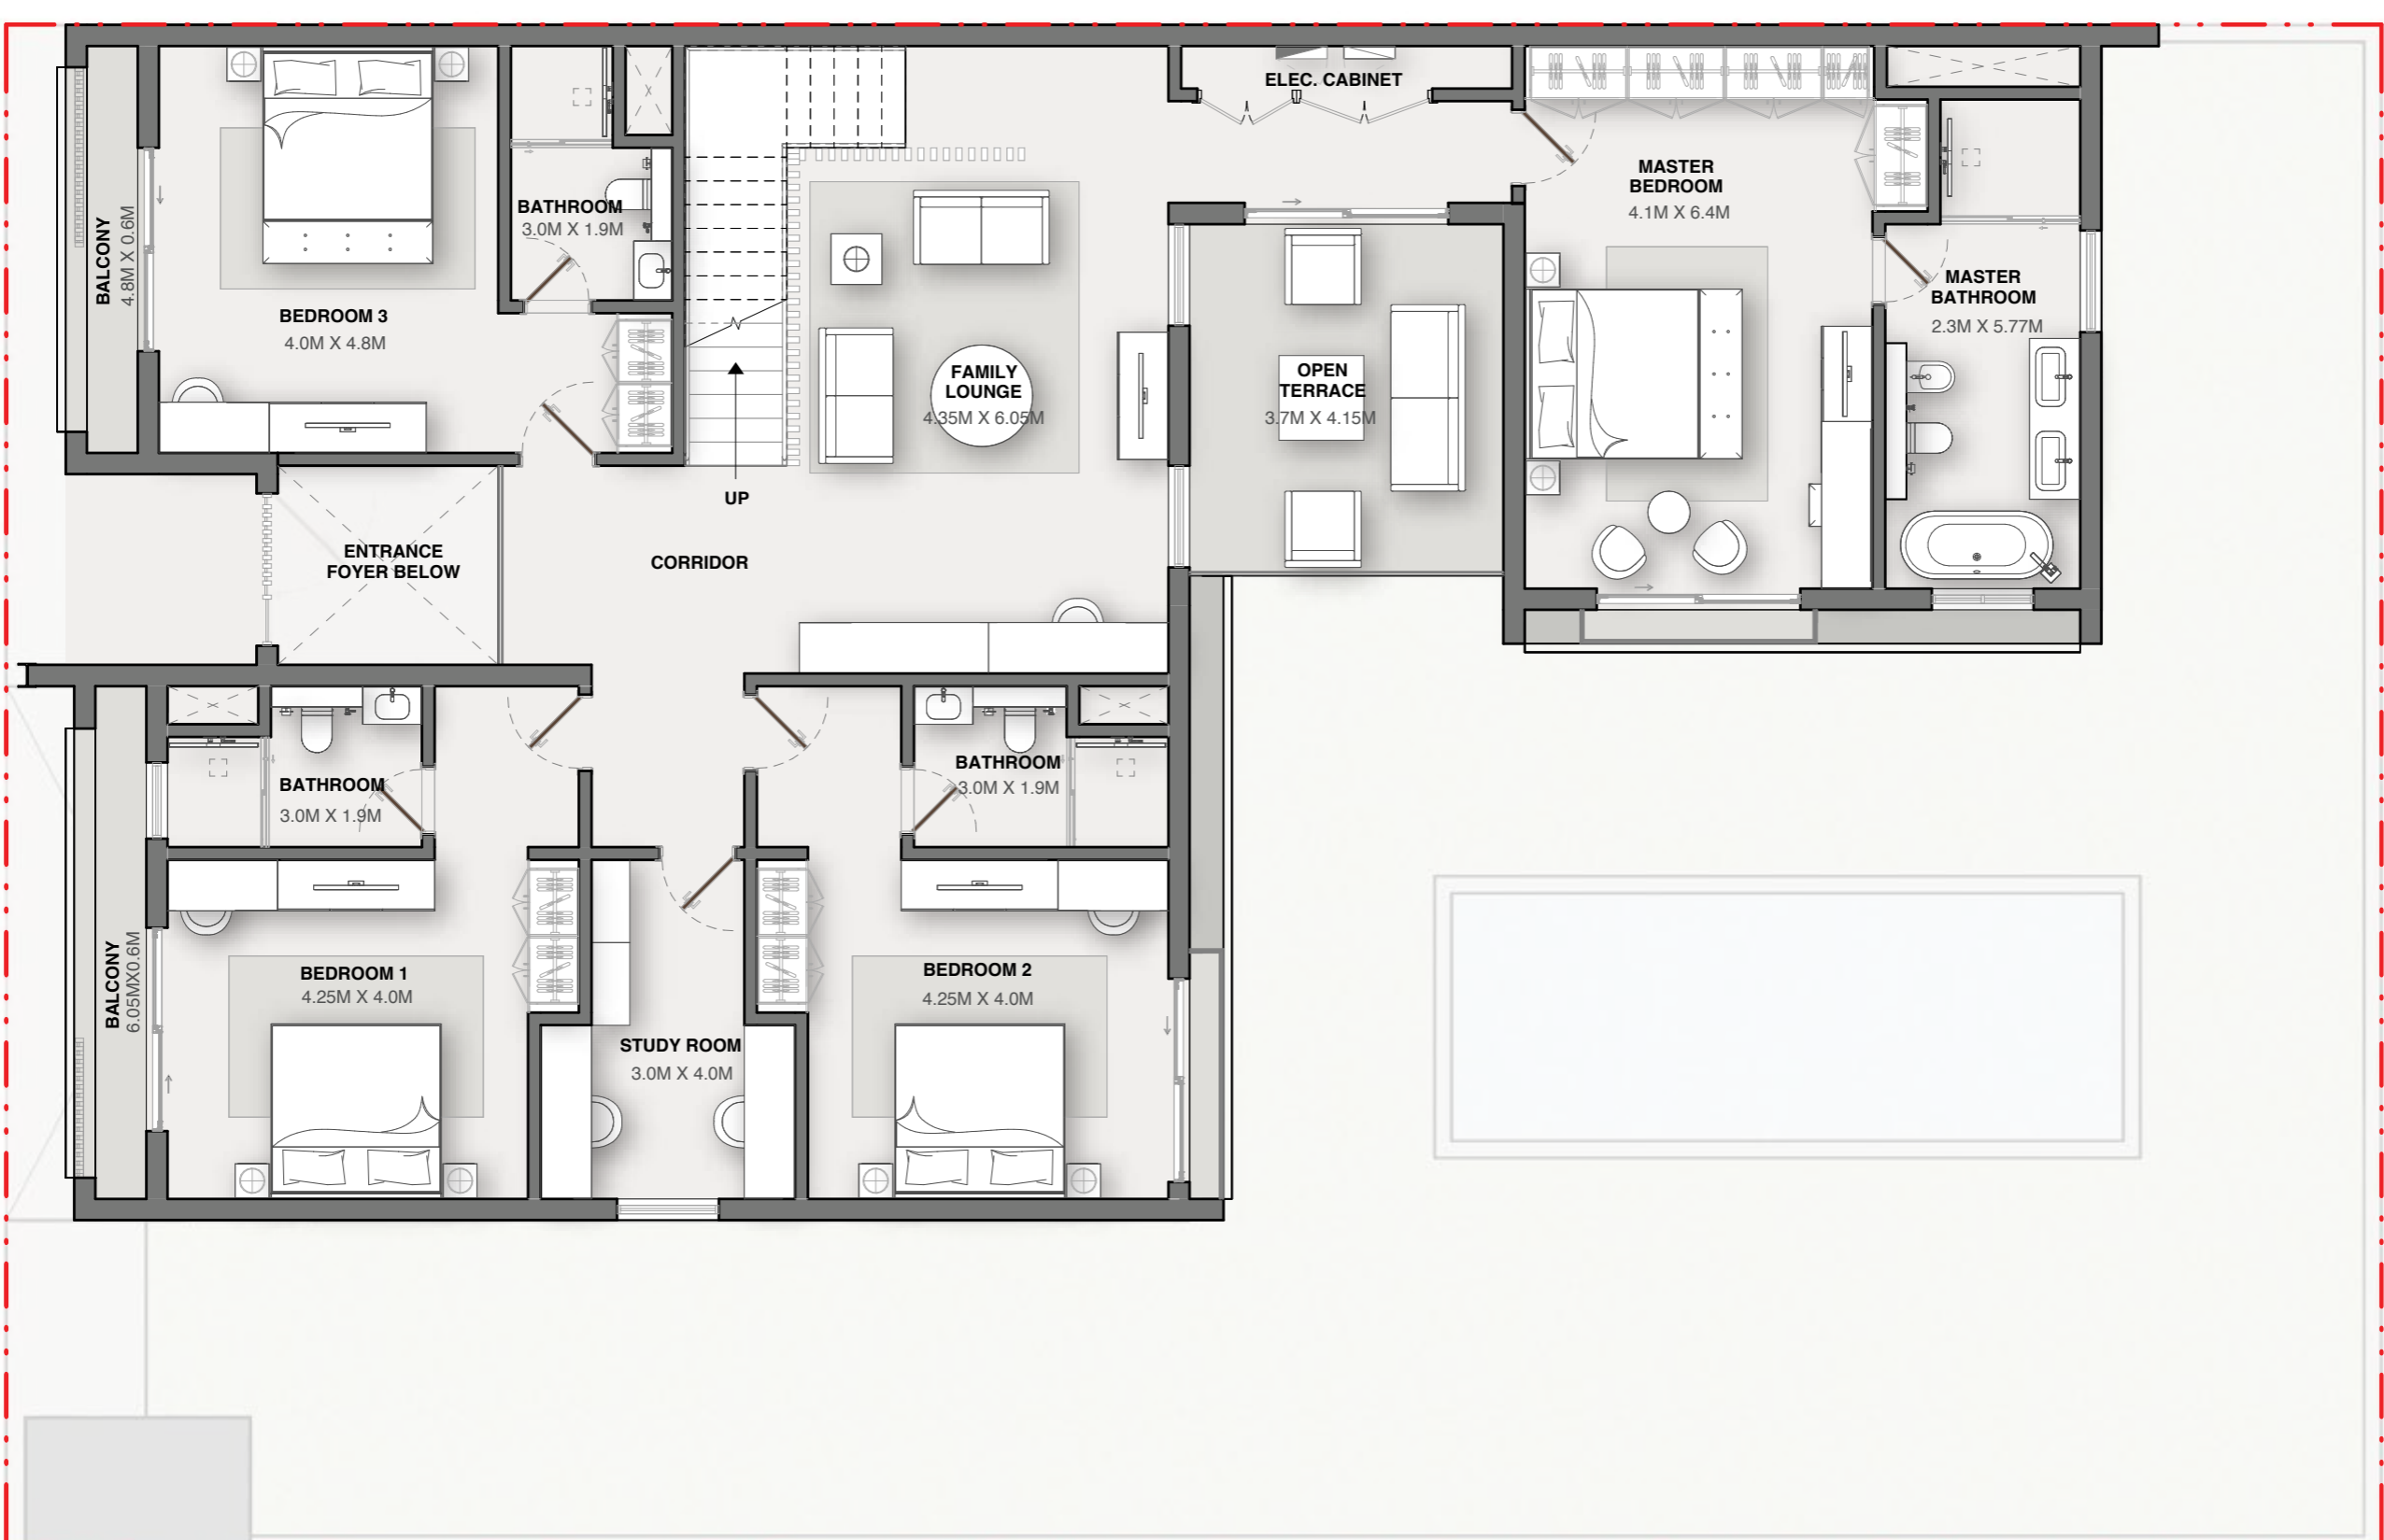 ELEC. CABINET
MASTER
BEDROOM
4.1M X 6.4M
BATHROOM
3.0M X 1.9M
BALCONY
4.8M X 0.6M
MASTER
BATHROOM
2.3M X 5.77M
BEDROOM 3
4.0M X 4.8M
FAMILY
LOUNGE
4.35M X 6.05M
OPEN
TERRACE
3.7M X 4.15M
UP
ENTRANCE
FOYER BELOW
CORRIDOR
BATHROOM
3.0M X 1.9M
BATHROOM
3.0M X 1.9M
BALCONY
6.05MX0.6M
BEDROOM 1
4.25M X 4.0M
BEDROOM 2
4.25M X 4.0M
STUDY ROOM
3.0M X 4.0M